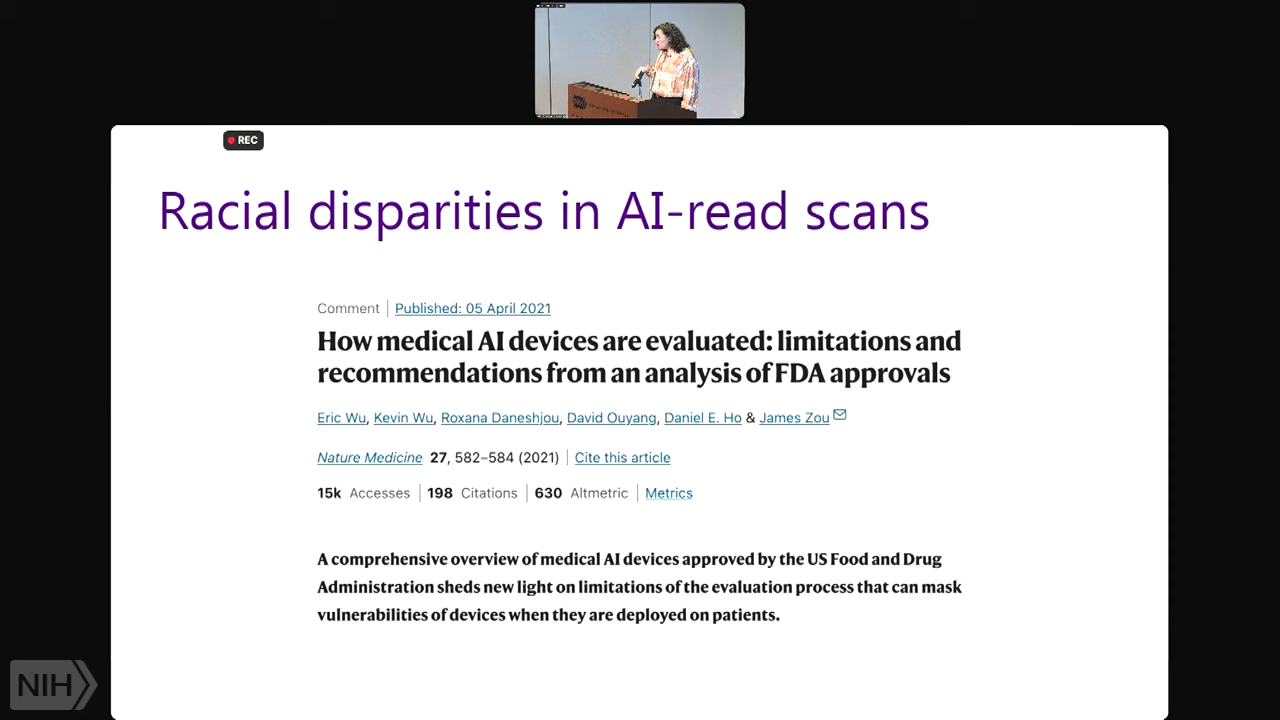 REC
Racial disparities in AI-read scans
Comment | Published: 05 April 2021
How medical AI devices are evaluated: limitations and
recommendations from an analysis of FDA approvals
Eric Wu, Kevin Wu, Roxana Daneshjou, David Ouyang, Daniel E. Ho & James Zou
Nature Medicine 27, 582–584 (2021) | Cite this article
15k Accesses | 198 Citations | 630 Altmetric | Metrics
A comprehensive overview of medical AI devices approved by the US Food and Drug
Administration sheds new light on limitations of the evaluation process that can mask
vulnerabilities of devices when they are deployed on patients.
NIH